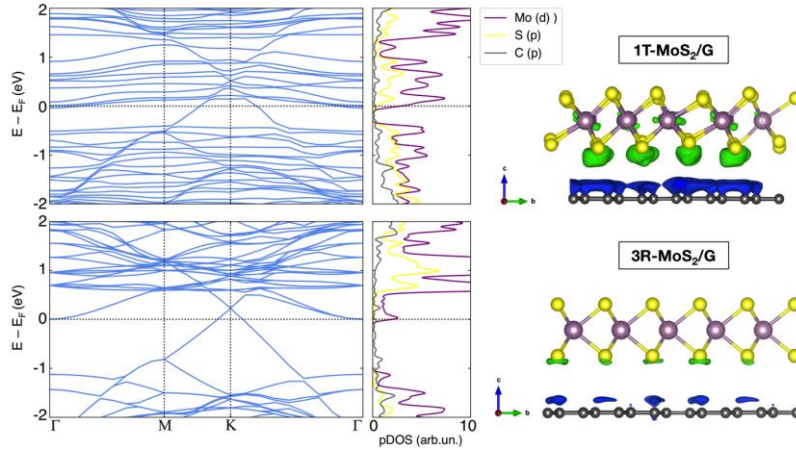 2
1
0
-1
-2
E − E_F (eV)
Mo (d) )
S (p)
C (p)
1T-MoS₂/G
c
b
2
1
0
-1
-2
E − E_F (eV)
Γ M K Γ
0 5 10
pDOS (arb.un.)
3R-MoS₂/G
c
b